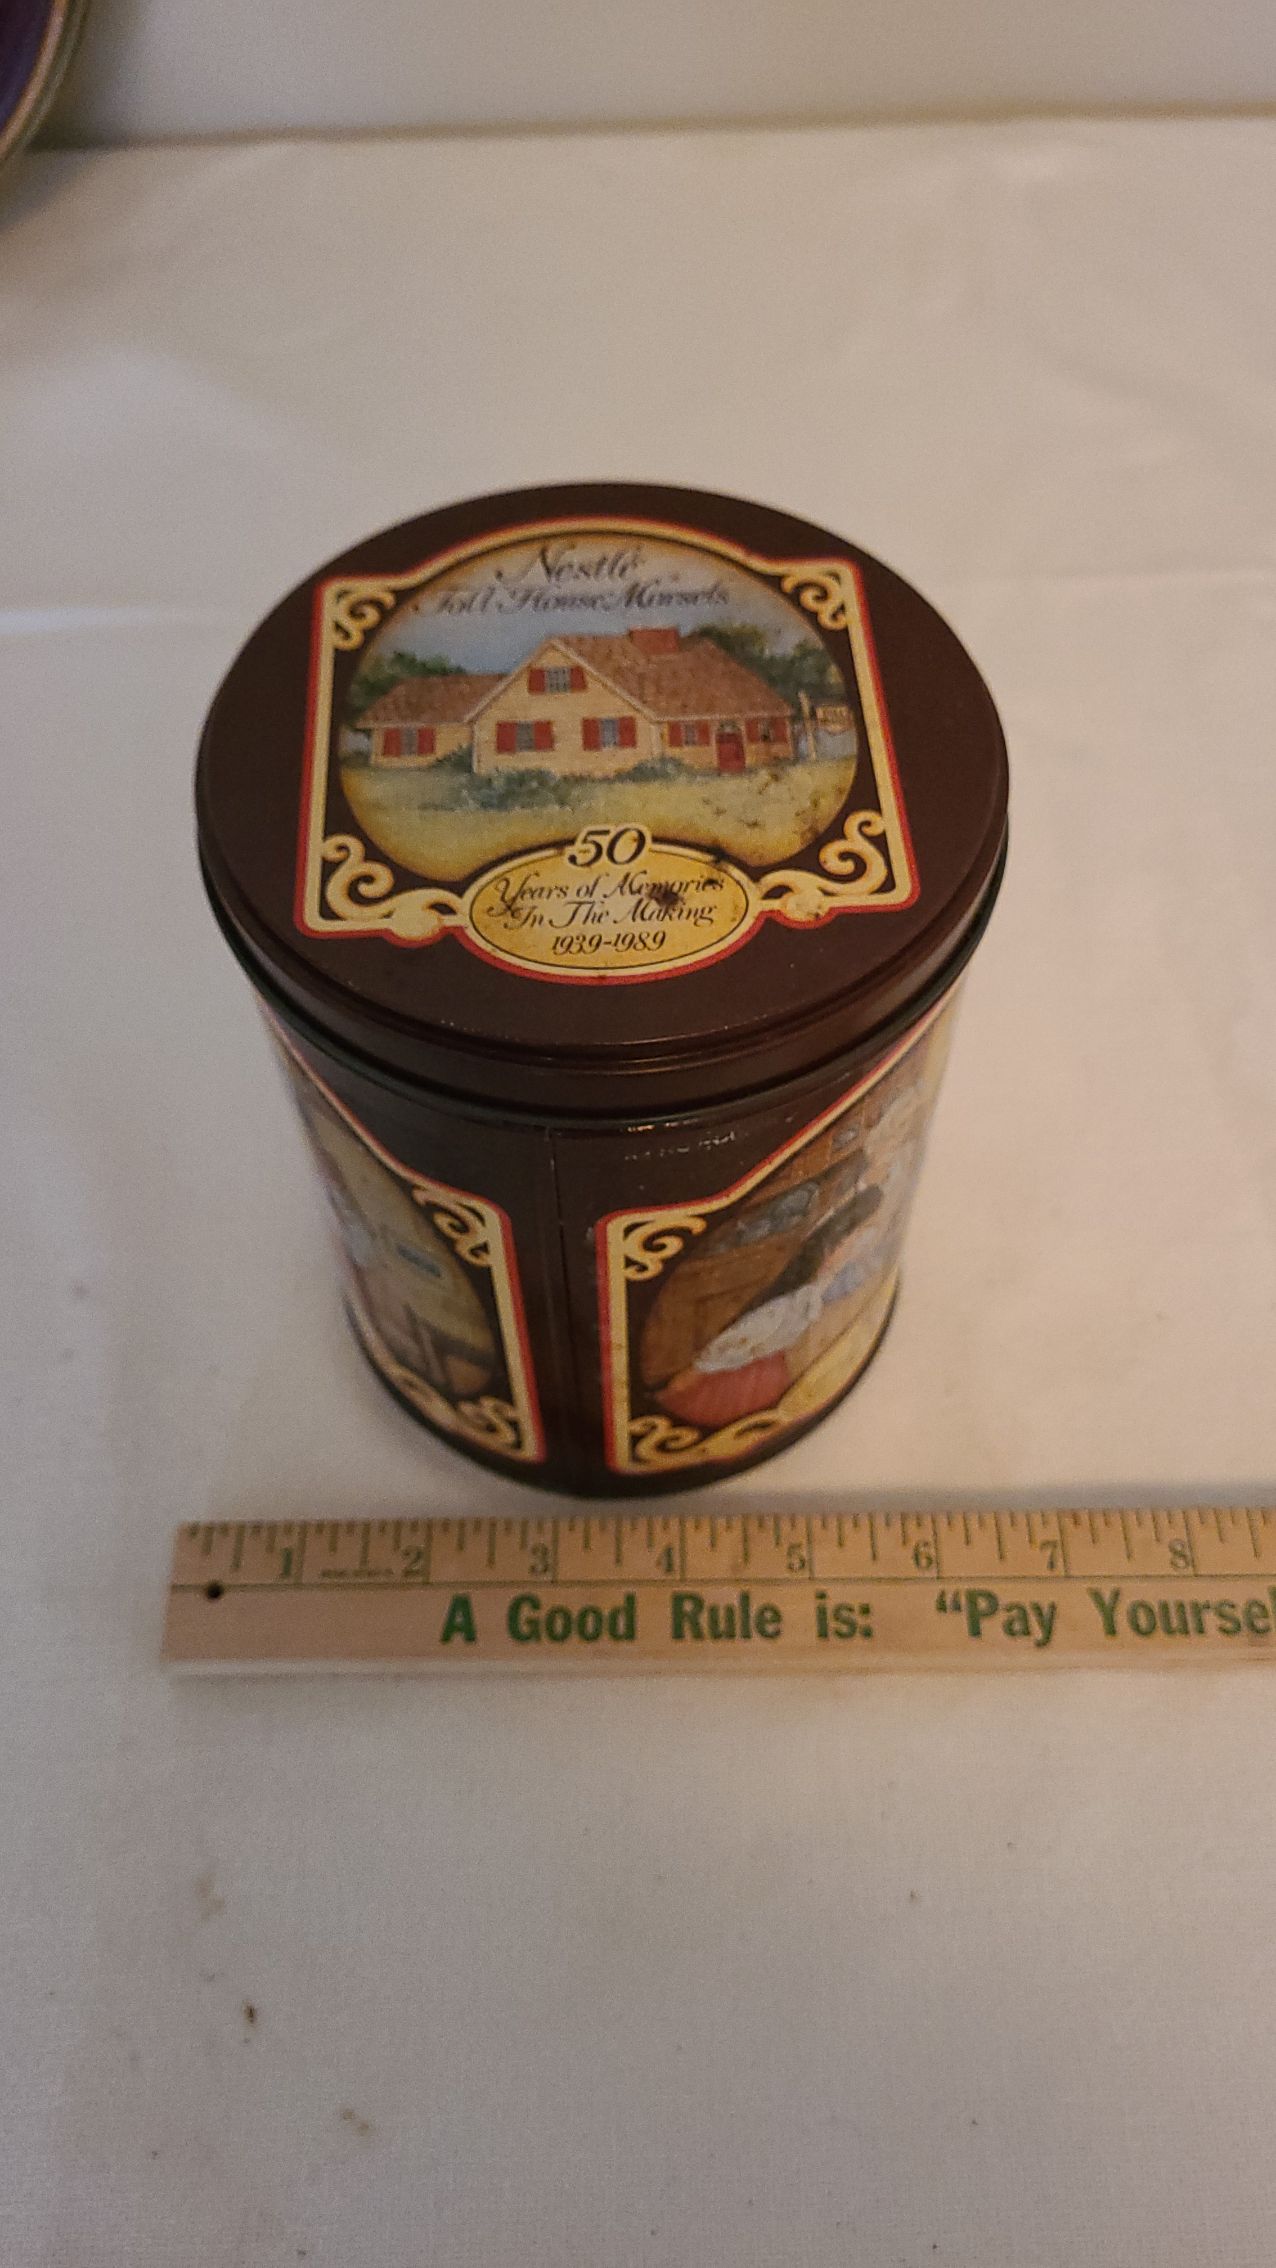 Nestlé
Toll House Morsels
50
Years of Memories
In The Making
1939-1989
1 2 3 4 5 6 7 8
A Good Rule is: "Pay Yoursel